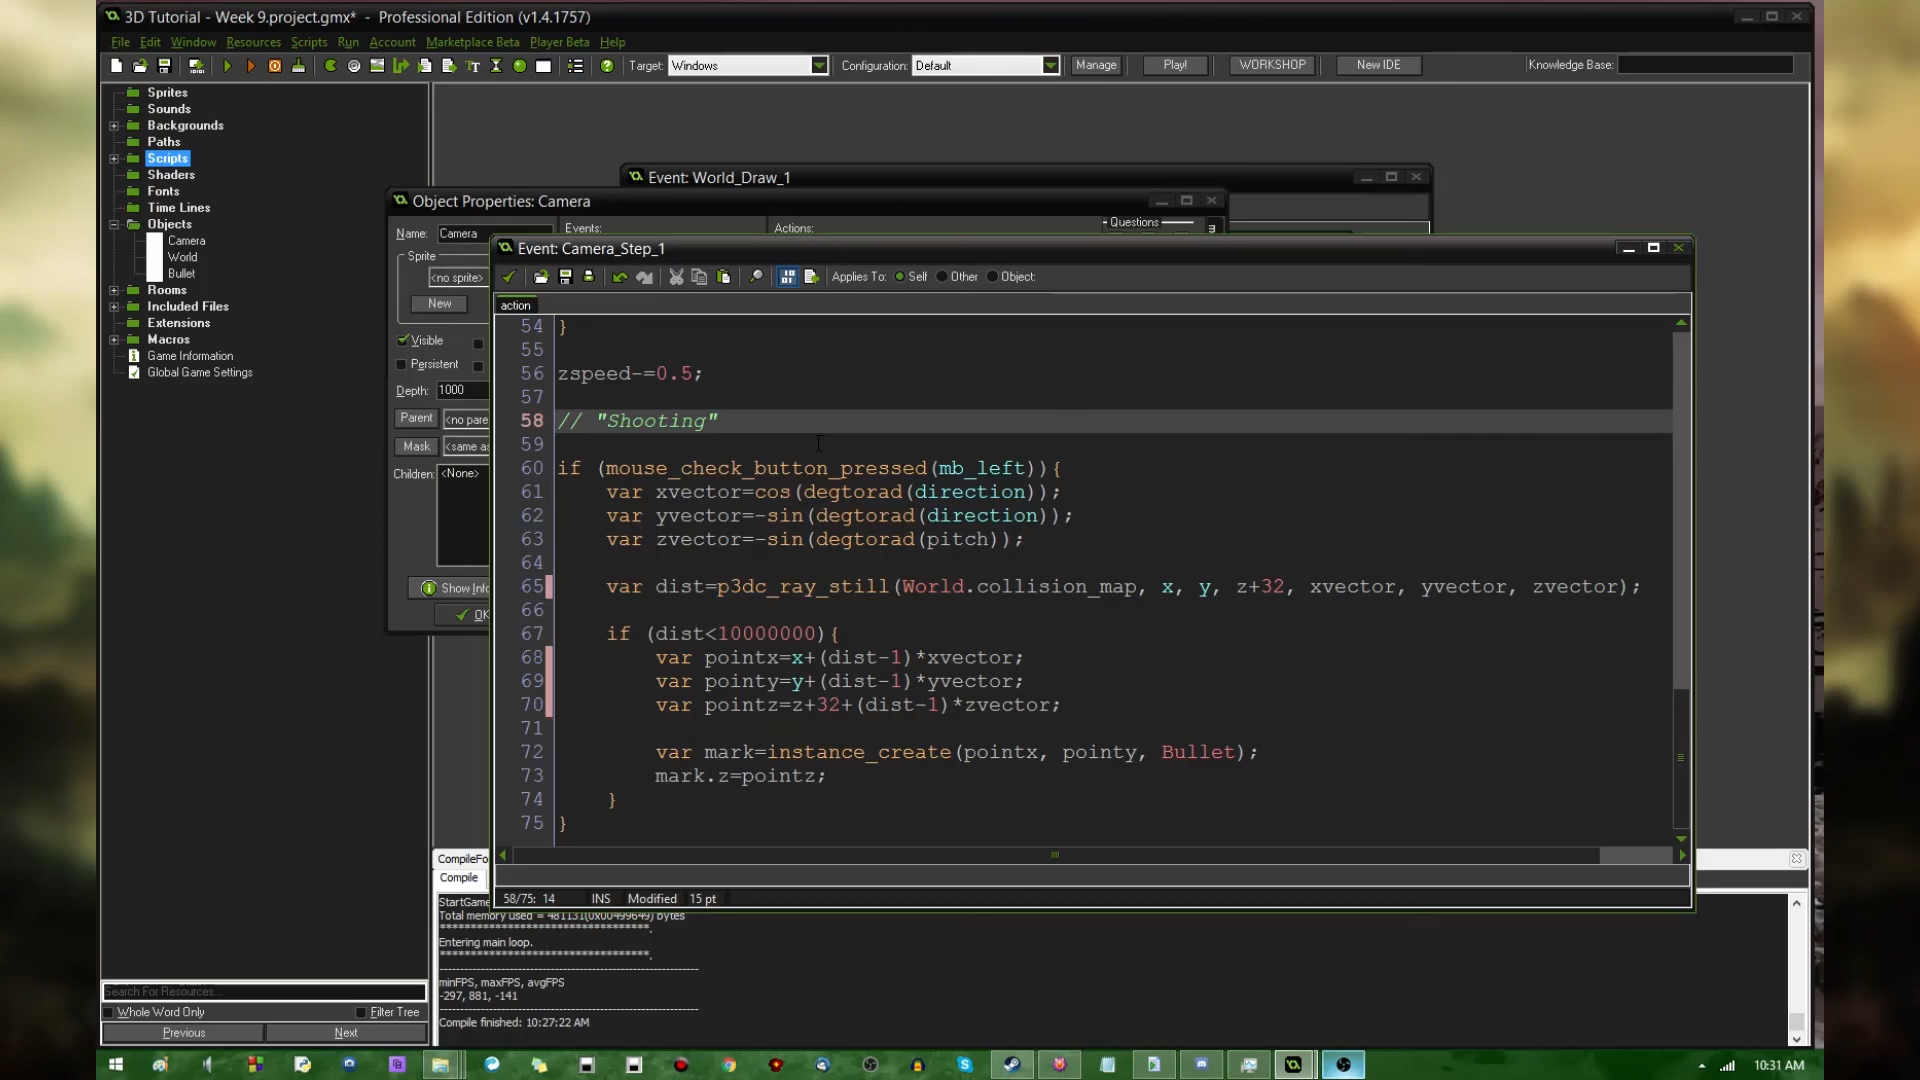 3D Tutorial - Week 9.project.gmx* - Professional Edition (v1.4.1757)
File Edit Window Resources Scripts Run Account Marketplace Beta Player Beta Help
Target: Windows Configuration: Default Manage Play! WORKSHOP New IDE Knowledge Base:
Sprites
Sounds
Backgrounds
Paths
Scripts
Shaders
Fonts
Time Lines
Objects
Camera
World
Bullet
Rooms
Included Files
Extensions
Macros
Game Information
Global Game Settings
Search For Resources...
Whole Word Only Filter Tree
Previous Next
Event: World_Draw_1
Object Properties: Camera
Name: Camera Events: Actions: Questions
Sprite
<no sprite>
New
Visible
Persistent
Depth: 1000
Parent <no pare
Mask <same as
Children: <None>
Show Info
OK
Event: Camera_Step_1
Applies To: Self Other Object:
action
54 }
55
56 zspeed-=0.5;
57
58 // "Shooting"
59
60 if (mouse_check_button_pressed(mb_left)){
61 var xvector=cos(degtorad(direction));
62 var yvector=-sin(degtorad(direction));
63 var zvector=-sin(degtorad(pitch));
64
65 var dist=p3dc_ray_still(World.collision_map, x, y, z+32, xvector, yvector, zvector);
66
67 if (dist<10000000){
68 var pointx=x+(dist-1)*xvector;
69 var pointy=y+(dist-1)*yvector;
70 var pointz=z+32+(dist-1)*zvector;
71
72 var mark=instance_create(pointx, pointy, Bullet);
73 mark.z=pointz;
74 }
75 }
58/75: 14 INS Modified 15 pt
CompileFo
Compile
StartGame
Total memory used = 481131(0x00499649) bytes
*********************************.
Entering main loop.
*********************************.
minFPS, maxFPS, avgFPS
-297, 881, -141
Compile finished: 10:27:22 AM
10:31 AM